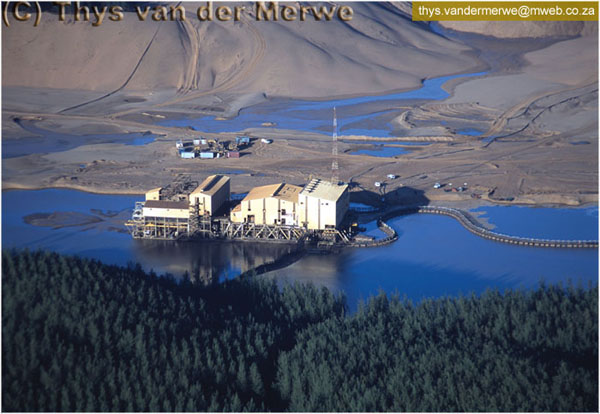 (C) Thys van der Merwe
thys.vandermerwe@mweb.co.za